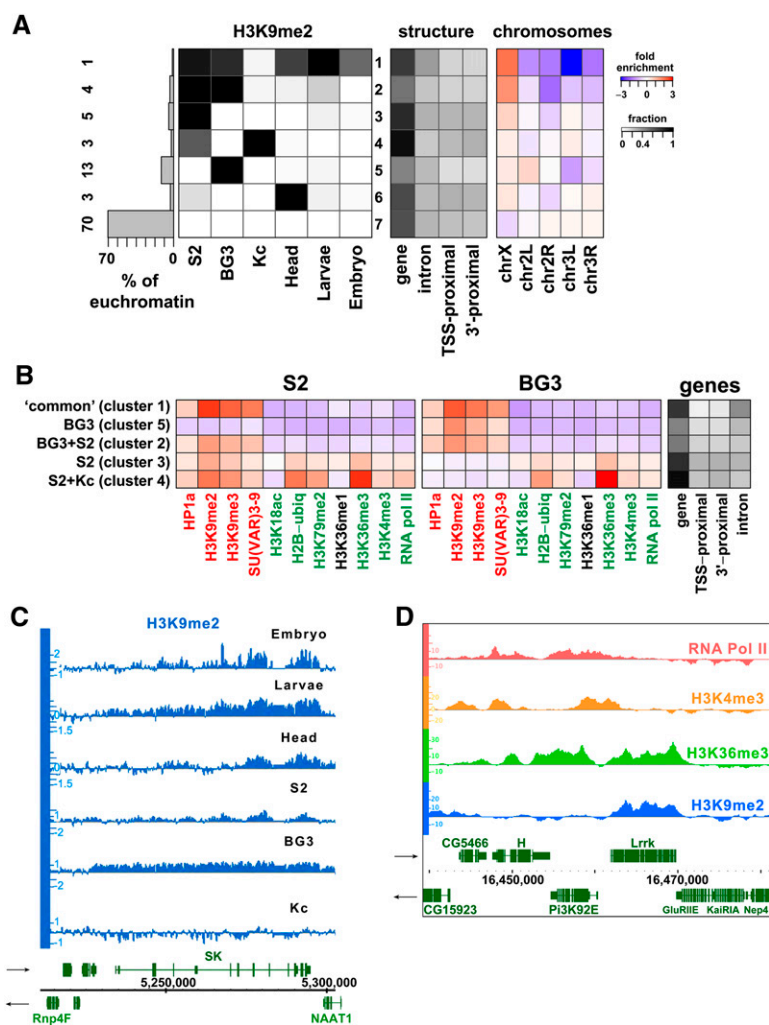 A
H3K9me2
structure
chromosomes
1
4
5
3
13
3
70
1
2
3
4
5
6
7
fold
enrichment
−3 0 3
fraction
0 0.4 1
70 0
% of
euchromatin
S2
BG3
Kc
Head
Larvae
Embryo
gene
intron
TSS-proximal
3'-proximal
chrX
chr2L
chr2R
chr3L
chr3R
B
S2
BG3
genes
'common' (cluster 1)
BG3 (cluster 5)
BG3+S2 (cluster 2)
S2 (cluster 3)
S2+Kc (cluster 4)
HP1a
H3K9me2
H3K9me3
SU(VAR)3-9
H3K18ac
H2B−ubiq
H3K79me2
H3K36me1
H3K36me3
H3K4me3
RNA pol II
HP1a
H3K9me2
H3K9me3
SU(VAR)3-9
H3K18ac
H2B−ubiq
H3K79me2
H3K36me1
H3K36me3
H3K4me3
RNA pol II
gene
TSS−proximal
3'−proximal
intron
C
H3K9me2
Embryo
Larvae
Head
S2
BG3
Kc
SK
5,250,000
5,300,000
Rnp4F
NAAT1
D
RNA Pol II
H3K4me3
H3K36me3
H3K9me2
CG5466
H
Lrrk
16,450,000
16,470,000
CG15923
Pi3K92E
GluRIIE
KaiRIA
Nep4